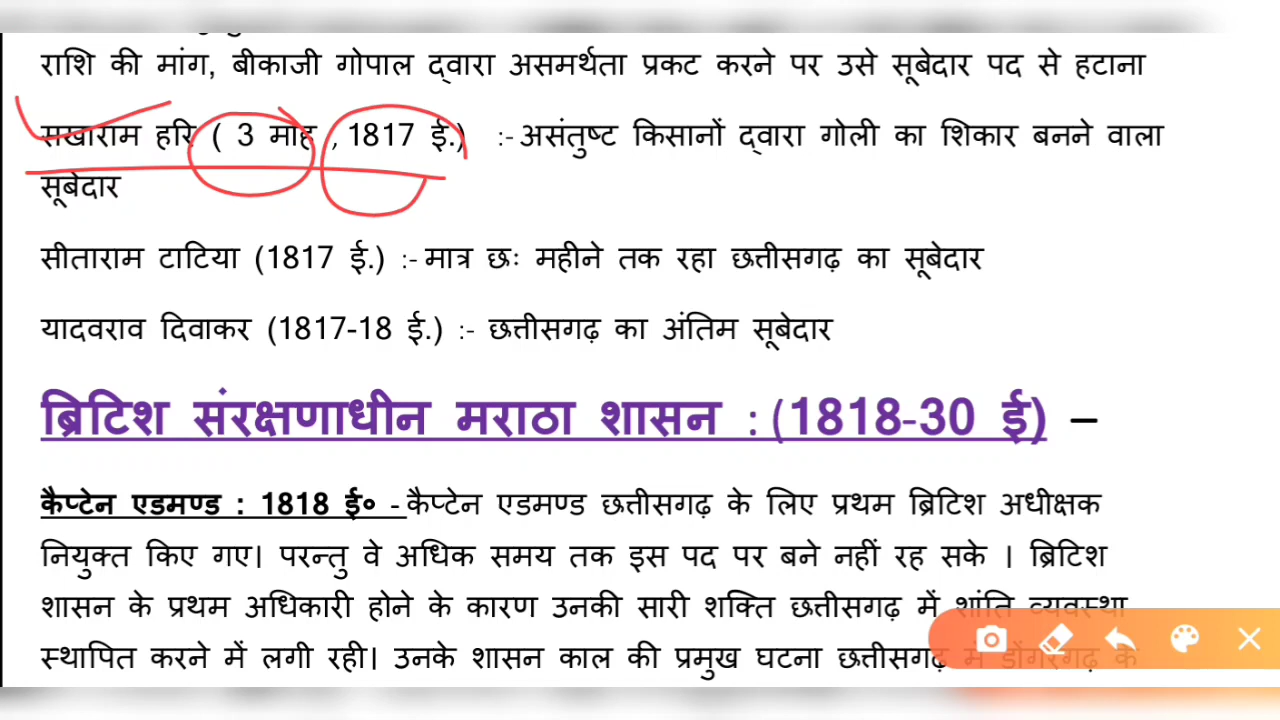 राशि की मांग, बीकाजी गोपाल द्वारा असमर्थता प्रकट करने पर उसे सूबेदार पद से हटाना
सखाराम हरि ( 3 माह , 1817 ई.) :- असंतुष्ट किसानों द्वारा गोली का शिकार बनने वाला
सूबेदार
सीताराम टाटिया (1817 ई.) :- मात्र छः महीने तक रहा छत्तीसगढ़ का सूबेदार
यादवराव दिवाकर (1817-18 ई.) :- छत्तीसगढ़ का अंतिम सूबेदार
ब्रिटिश संरक्षणाधीन मराठा शासन : (1818-30 ई) –
कैप्टेन एडमण्ड : 1818 ई० - कैप्टेन एडमण्ड छत्तीसगढ़ के लिए प्रथम ब्रिटिश अधीक्षक
नियुक्त किए गए। परन्तु वे अधिक समय तक इस पद पर बने नहीं रह सके । ब्रिटिश
शासन के प्रथम अधिकारी होने के कारण उनकी सारी शक्ति छत्तीसगढ़ में शांति व्यवस्था
स्थापित करने में लगी रही। उनके शासन काल की प्रमुख घटना छत्तीसगढ़ में डोंगरगढ़ के